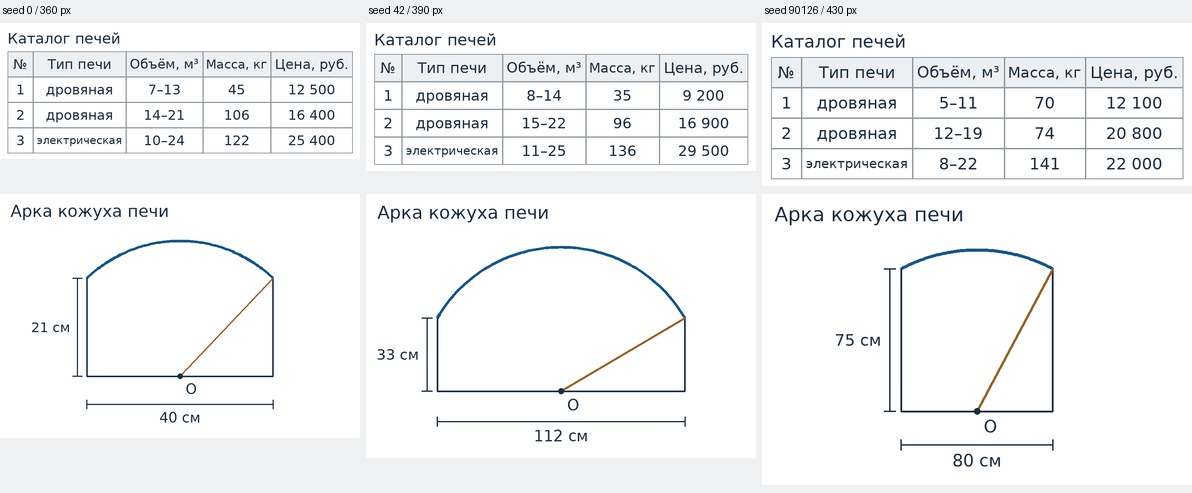 seed 0 / 360 px
Каталог печей
№ Тип печи Объём, м³ Масса, кг Цена, руб.
1 дровяная 7–13 45 12 500
2 дровяная 14–21 106 16 400
3 электрическая 10–24 122 25 400
Арка кожуха печи
21 см
O
40 см
seed 42 / 390 px
Каталог печей
№ Тип печи Объём, м³ Масса, кг Цена, руб.
1 дровяная 8–14 35 9 200
2 дровяная 15–22 96 16 900
3 электрическая 11–25 136 29 500
Арка кожуха печи
33 см
O
112 см
seed 90126 / 430 px
Каталог печей
№ Тип печи Объём, м³ Масса, кг Цена, руб.
1 дровяная 5–11 70 12 100
2 дровяная 12–19 74 20 800
3 электрическая 8–22 141 22 000
Арка кожуха печи
75 см
O
80 см